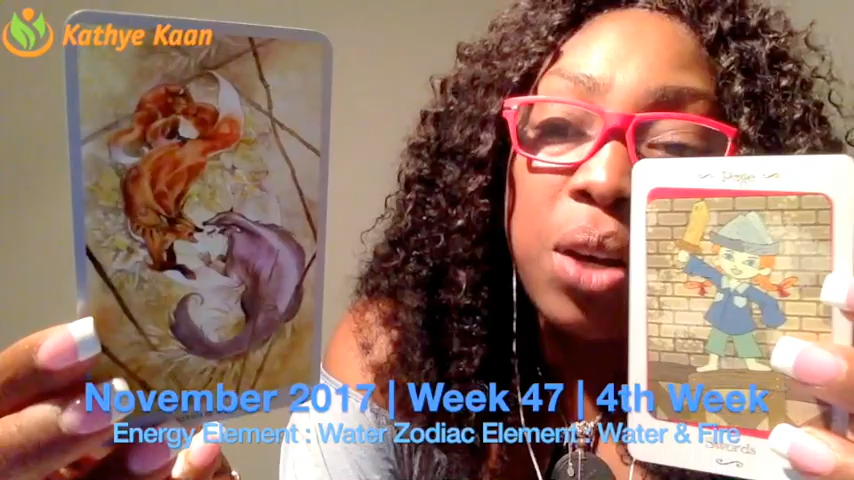 Kathye Kaan
Page
November 2017 | Week 47 | 4th Week
Energy Element : Water Zodiac Element : Water & Fire
Swords